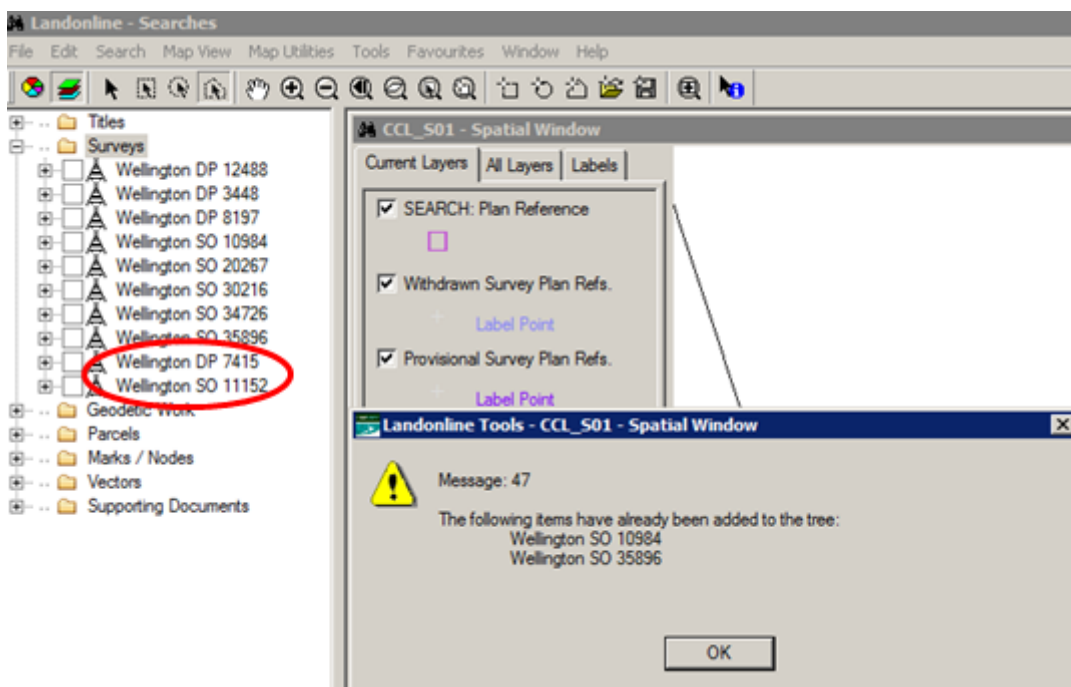 Landonline - Searches
File Edit Search Map View Map Utilities Tools Favourites Window Help
Titles
Surveys
Wellington DP 12488
Wellington DP 3448
Wellington DP 8197
Wellington SO 10984
Wellington SO 20267
Wellington SO 30216
Wellington SO 34726
Wellington SO 35896
Wellington DP 7415
Wellington SO 11152
Geodetic Work
Parcels
Marks / Nodes
Vectors
Supporting Documents
CCL_S01 - Spatial Window
Current Layers All Layers Labels
SEARCH: Plan Reference
Withdrawn Survey Plan Refs.
Label Point
Provisional Survey Plan Refs.
Label Point
Landonline Tools - CCL_S01 - Spatial Window
Message: 47
The following items have already been added to the tree:
Wellington SO 10984
Wellington SO 35896
OK